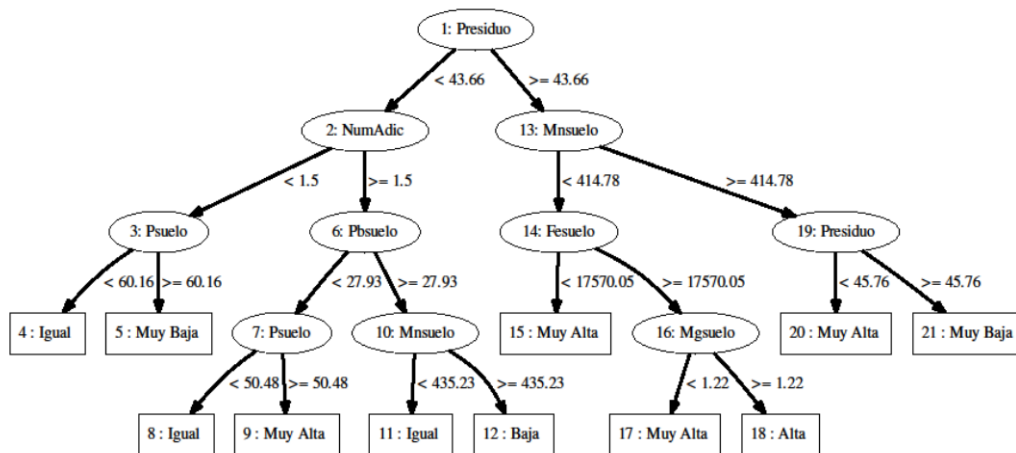 1: Presiduo
< 43.66 >= 43.66
2: NumAdic 13: Mnsuelo
< 1.5 >= 1.5 < 414.78 >= 414.78
3: Psuelo 6: Pbsuelo 14: Fesuelo 19: Presiduo
< 60.16 >= 60.16 < 27.93 >= 27.93 < 17570.05 >= 17570.05 < 45.76 >= 45.76
4 : Igual 5 : Muy Baja 7: Psuelo 10: Mnsuelo 15 : Muy Alta 16: Mgsuelo 20 : Muy Alta 21 : Muy Baja
< 50.48 >= 50.48 < 435.23 >= 435.23 < 1.22 >= 1.22
8 : Igual 9 : Muy Alta 11 : Igual 12 : Baja 17 : Muy Alta 18 : Alta